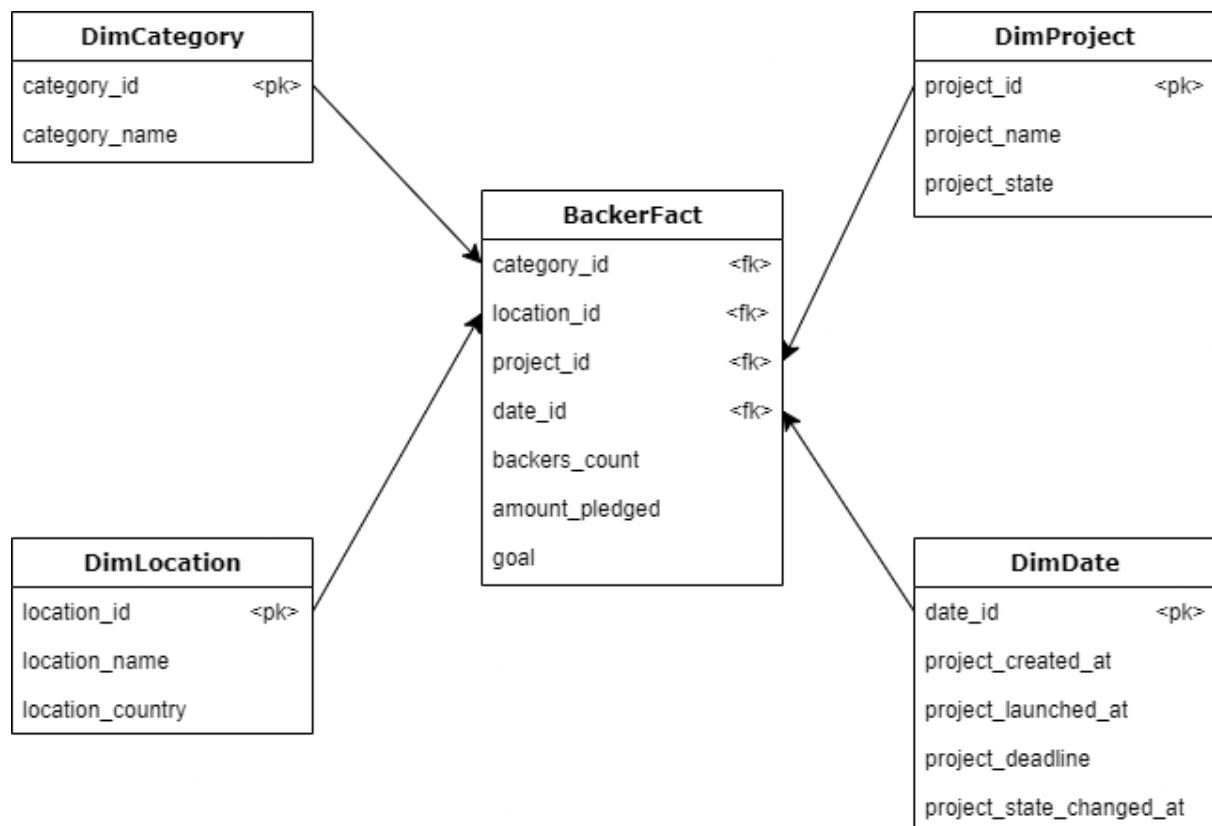 DimCategory
category_id <pk>
category_name
DimProject
project_id <pk>
project_name
project_state
BackerFact
category_id <fk>
location_id <fk>
project_id <fk>
date_id <fk>
backers_count
amount_pledged
goal
DimLocation
location_id <pk>
location_name
location_country
DimDate
date_id <pk>
project_created_at
project_launched_at
project_deadline
project_state_changed_at